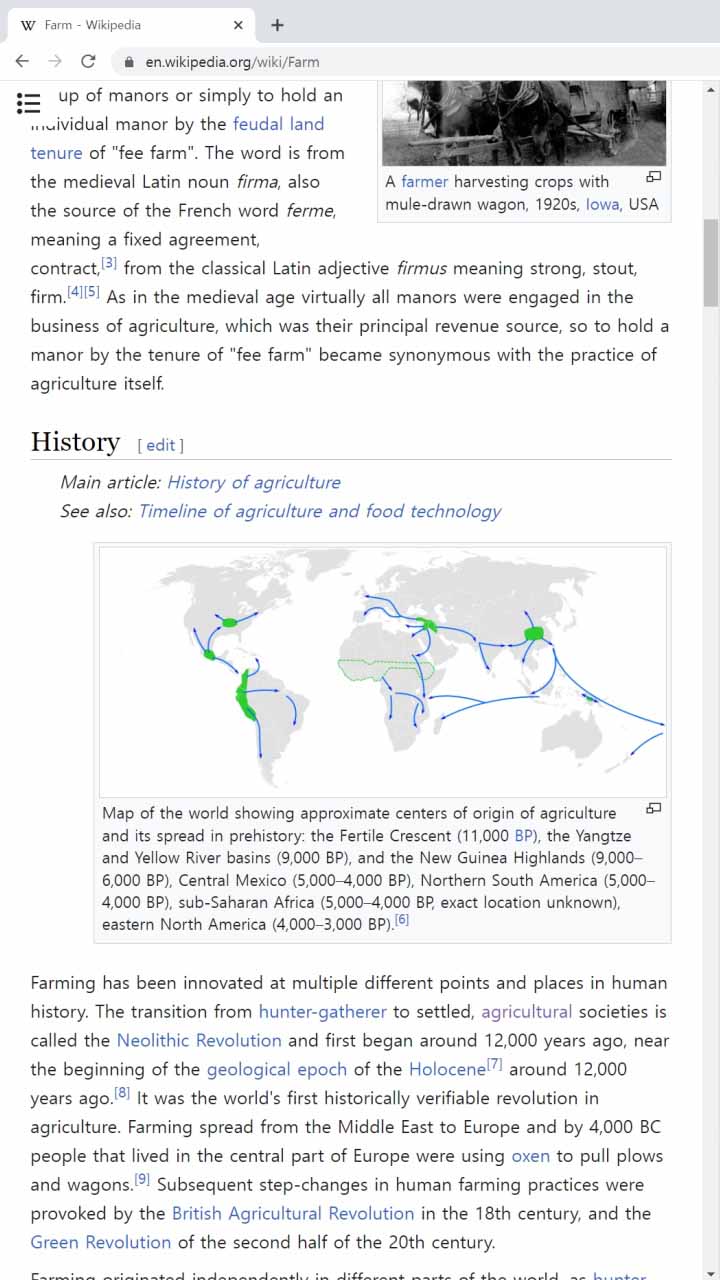 W Farm - Wikipedia
en.wikipedia.org/wiki/Farm
up of manors or simply to hold an
individual manor by the feudal land
tenure of "fee farm". The word is from
the medieval Latin noun firma, also
the source of the French word ferme,
meaning a fixed agreement,
A farmer harvesting crops with
mule-drawn wagon, 1920s, Iowa, USA
contract,[3] from the classical Latin adjective firmus meaning strong, stout,
firm.[4][5] As in the medieval age virtually all manors were engaged in the
business of agriculture, which was their principal revenue source, so to hold a
manor by the tenure of "fee farm" became synonymous with the practice of
agriculture itself.
History [ edit ]
Main article: History of agriculture
See also: Timeline of agriculture and food technology
Map of the world showing approximate centers of origin of agriculture
and its spread in prehistory: the Fertile Crescent (11,000 BP), the Yangtze
and Yellow River basins (9,000 BP), and the New Guinea Highlands (9,000–
6,000 BP), Central Mexico (5,000–4,000 BP), Northern South America (5,000–
4,000 BP), sub-Saharan Africa (5,000–4,000 BP, exact location unknown),
eastern North America (4,000–3,000 BP).[6]
Farming has been innovated at multiple different points and places in human
history. The transition from hunter-gatherer to settled, agricultural societies is
called the Neolithic Revolution and first began around 12,000 years ago, near
the beginning of the geological epoch of the Holocene[7] around 12,000
years ago.[8] It was the world's first historically verifiable revolution in
agriculture. Farming spread from the Middle East to Europe and by 4,000 BC
people that lived in the central part of Europe were using oxen to pull plows
and wagons.[9] Subsequent step-changes in human farming practices were
provoked by the British Agricultural Revolution in the 18th century, and the
Green Revolution of the second half of the 20th century.
Farming originated independently in different parts of the world, as hunter